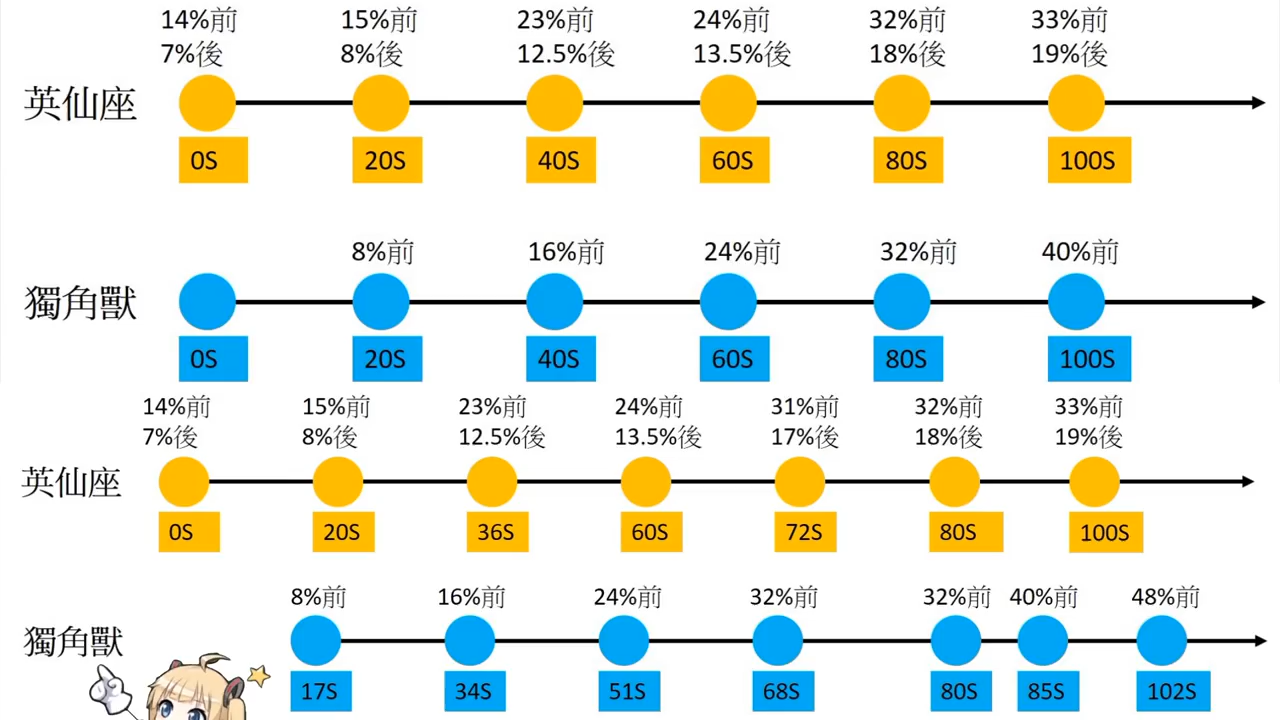 14%前 15%前 23%前 24%前 32%前 33%前
7%後 8%後 12.5%後 13.5%後 18%後 19%後
英仙座
0S 20S 40S 60S 80S 100S
8%前 16%前 24%前 32%前 40%前
獨角獸
0S 20S 40S 60S 80S 100S
14%前 15%前 23%前 24%前 31%前 32%前 33%前
7%後 8%後 12.5%後 13.5%後 17%後 18%後 19%後
英仙座
0S 20S 36S 60S 72S 80S 100S
8%前 16%前 24%前 32%前 32%前 40%前 48%前
獨角獸
17S 34S 51S 68S 80S 85S 102S